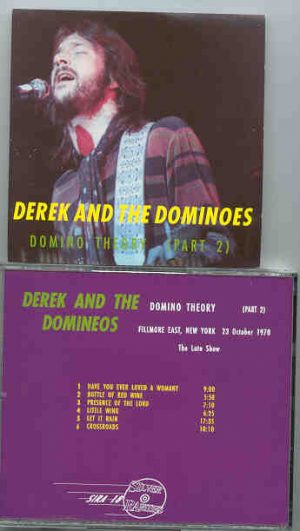 DEREK AND THE DOMINOES
DOMINO THEORY (PART 2)
DEREK AND THE
DOMINEOS
DOMINO THEORY (PART 2)
FILLMORE EAST, NEW YORK 23 October 1970
The Late Show
1 HAVE YOU EVER LOVED A WOMAN? 9:00
2 BOTTLE OF RED WINE 5:50
3 PRESENCE OF THE LORD 7:10
4 LITTLE WING 6:25
5 LET IT RAIN 17:05
6 CROSSROADS 10:10
SIRA